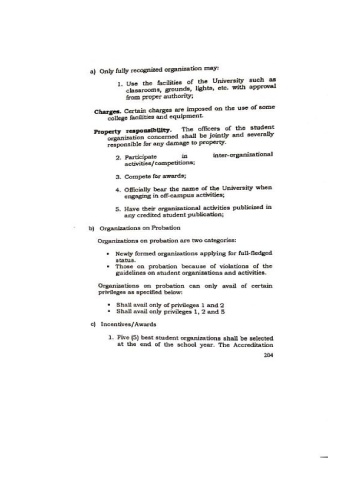 a) Only fully recognized organization may:
1. Use the facilities of the University such as
classrooms, grounds, lights, etc. with approval
from proper authority;
Charges. Certain charges are imposed on the use of some
college facilities and equipment.
Property responsibility. The officers of the student
organization concerned shall be jointly and severally
responsible for any damage to property.
2. Participate in inter-organizational
activities/competitions;
3. Compete for awards;
4. Officially bear the name of the University when
engaging in off-campus activities;
5. Have their organizational activities publicized in
any credited student publication;
b) Organizations on Probation
Organizations on probation are two categories:
• Newly formed organizations applying for full-fledged
status.
• Those on probation because of violations of the
guidelines on student organizations and activities.
Organizations on probation can only avail of certain
privileges as specified below:
• Shall avail only of privileges 1 and 2
• Shall avail only privileges 1, 2 and 5
c) Incentives/Awards
1. Five (5) best student organizations shall be selected
at the end of the school year. The Accreditation
204